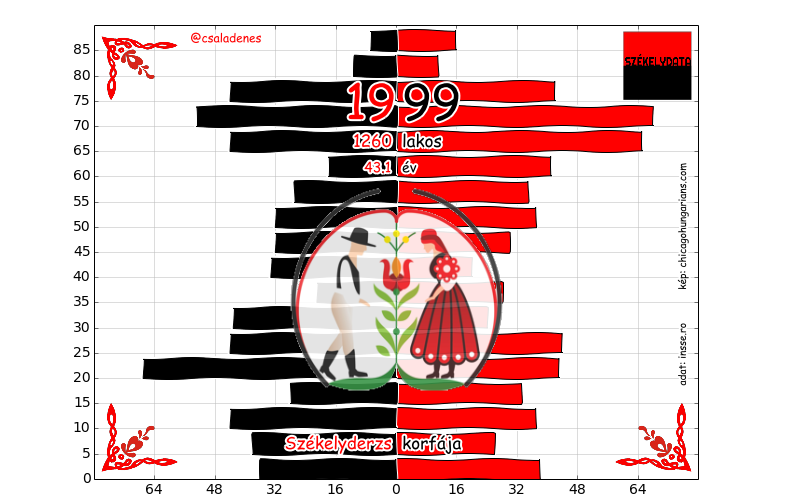 @csaladenes
SZÉKELYDATA
1999
1260 lakos
43.1 év
Székelyderzs korfája
kép: chicagohungarians.com
adat: insse.ro
85
80
75
70
65
60
55
50
45
40
35
30
25
20
15
10
5
0
64 48 32 16 0 16 32 48 64